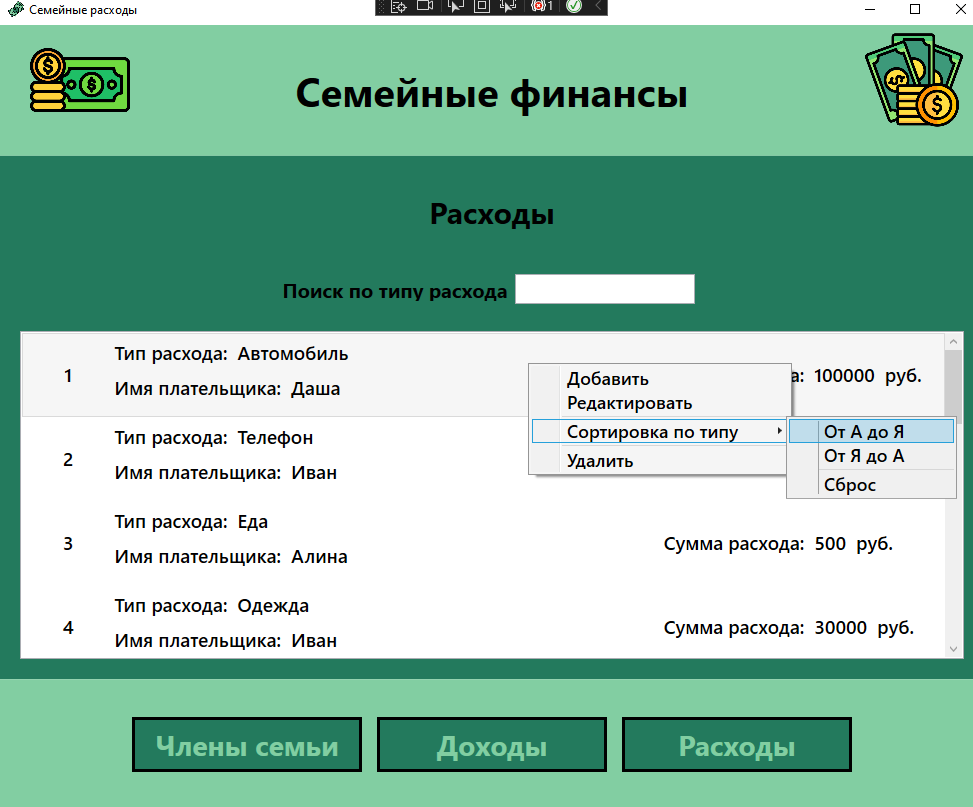 Семейные расходы
1
Семейные финансы
Расходы
Поиск по типу расхода
1
Тип расхода: Автомобиль
Имя плательщика: Даша
а: 100000 руб.
Добавить
Редактировать
Сортировка по типу
Удалить
От А до Я
От Я до А
Сброс
2
Тип расхода: Телефон
Имя плательщика: Иван
3
Тип расхода: Еда
Имя плательщика: Алина
Сумма расхода: 500 руб.
4
Тип расхода: Одежда
Имя плательщика: Иван
Сумма расхода: 30000 руб.
Члены семьи
Доходы
Расходы